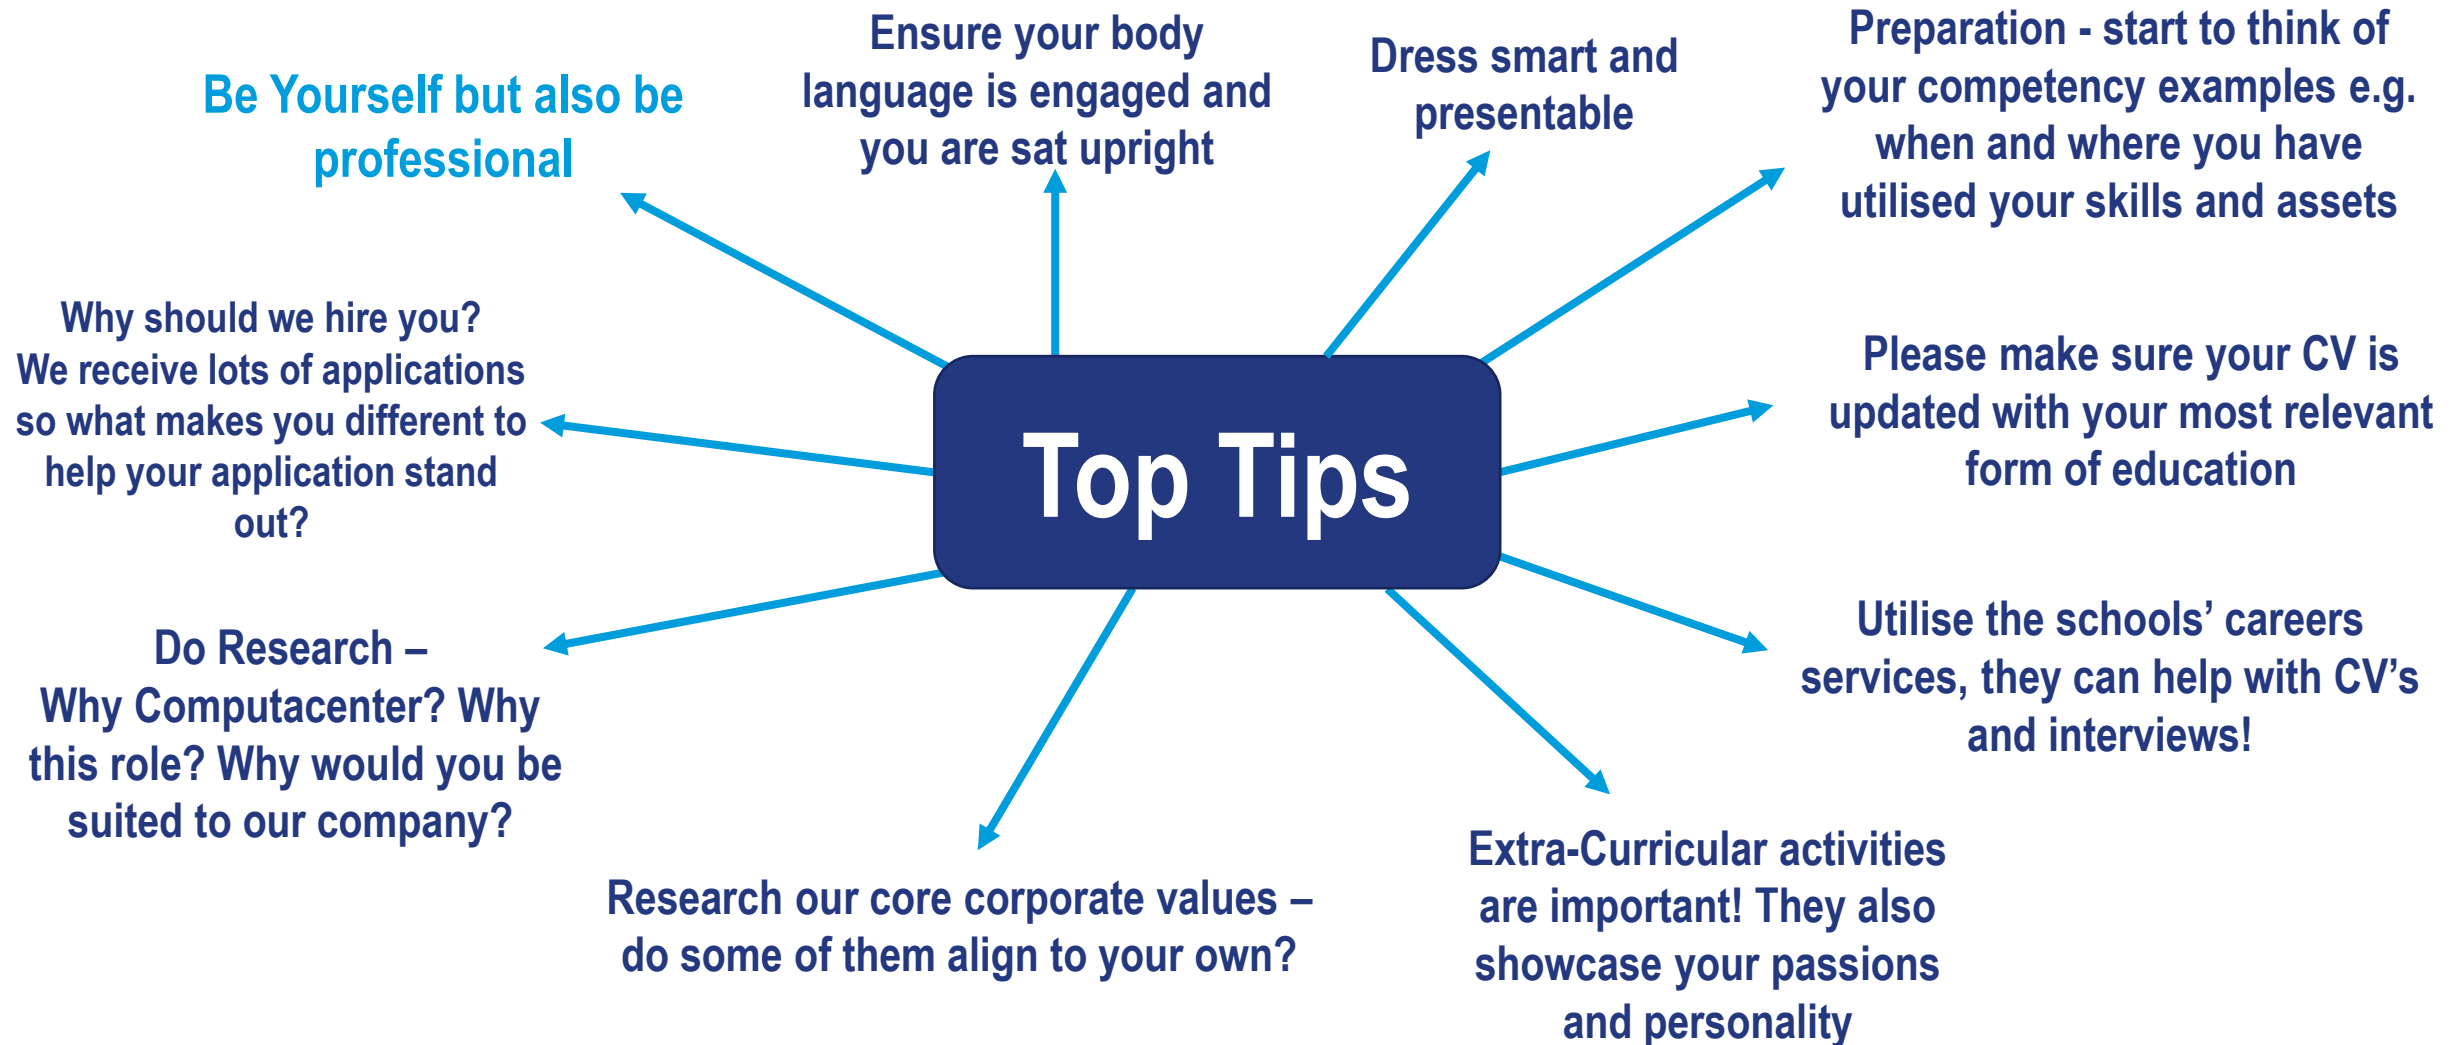 Be Yourself but also be
professional
Ensure your body
language is engaged and
you are sat upright
Dress smart and
presentable
Preparation - start to think of
your competency examples e.g.
when and where you have
utilised your skills and assets
Why should we hire you?
We receive lots of applications
so what makes you different to
help your application stand
out?
Top Tips
Please make sure your CV is
updated with your most relevant
form of education
Do Research –
Why Computacenter? Why
this role? Why would you be
suited to our company?
Utilise the schools’ careers
services, they can help with CV’s
and interviews!
Research our core corporate values –
do some of them align to your own?
Extra-Curricular activities
are important! They also
showcase your passions
and personality